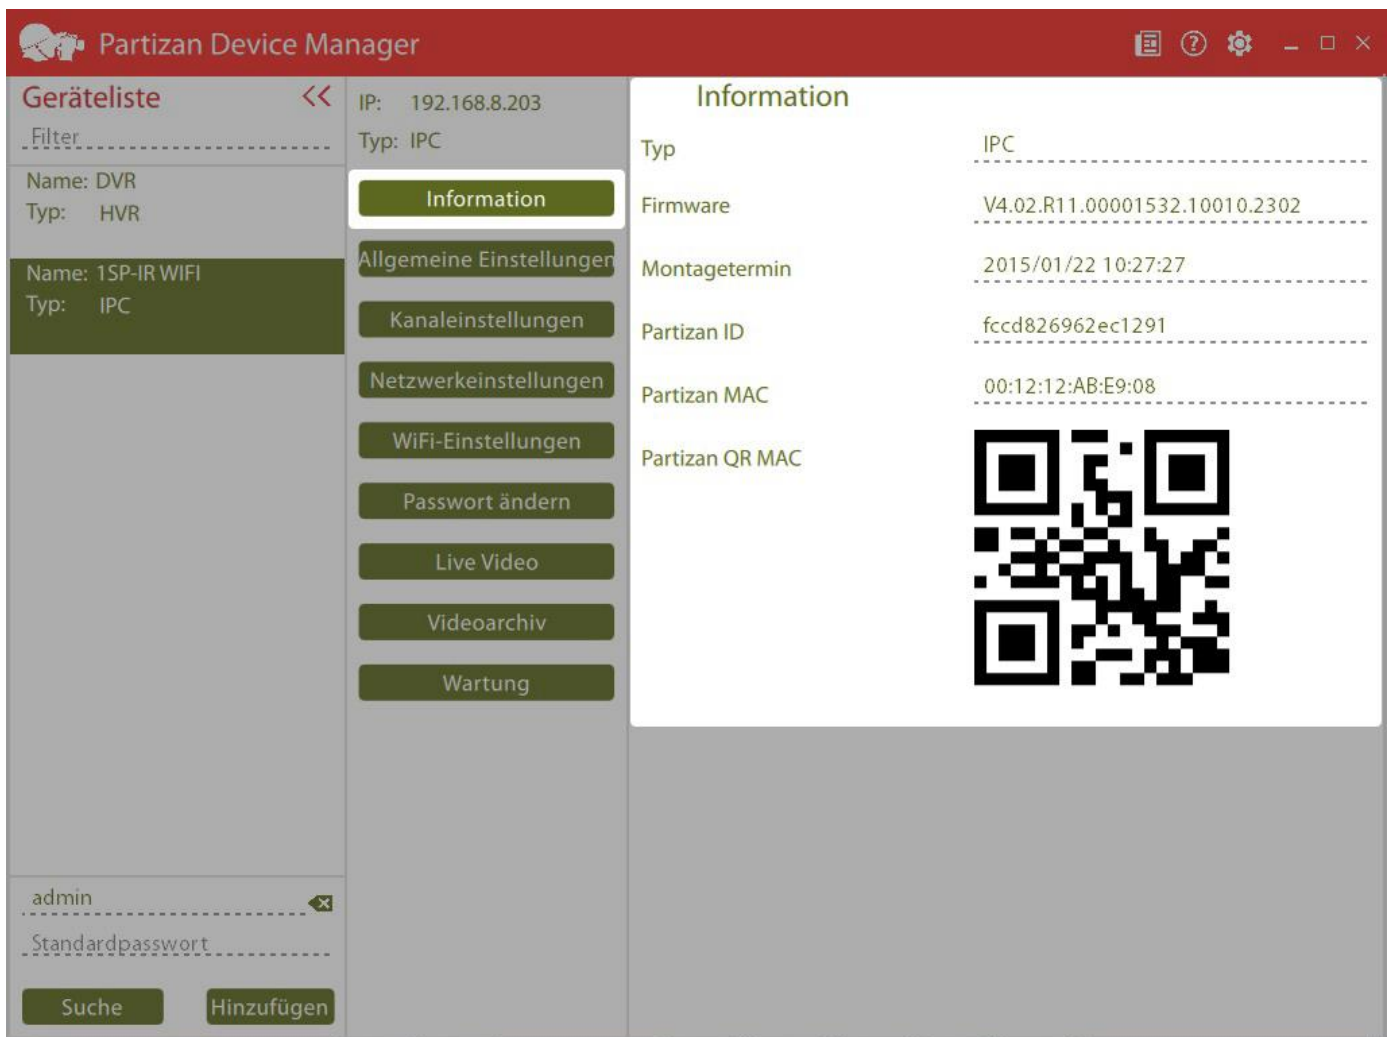 Partizan Device Manager
Geräteliste <<
Filter
Name: DVR
Typ: HVR
Name: 1SP-IR WIFI
Typ: IPC
admin
Standardpasswort
Suche Hinzufügen
IP: 192.168.8.203
Typ: IPC
Information
Allgemeine Einstellungen
Kanaleinstellungen
Netzwerkeinstellungen
WiFi-Einstellungen
Passwort ändern
Live Video
Videoarchiv
Wartung
Information
Typ IPC
Firmware V4.02.R11.00001532.10010.2302
Montagetermin 2015/01/22 10:27:27
Partizan ID fccd826962ec1291
Partizan MAC 00:12:12:AB:E9:08
Partizan QR MAC